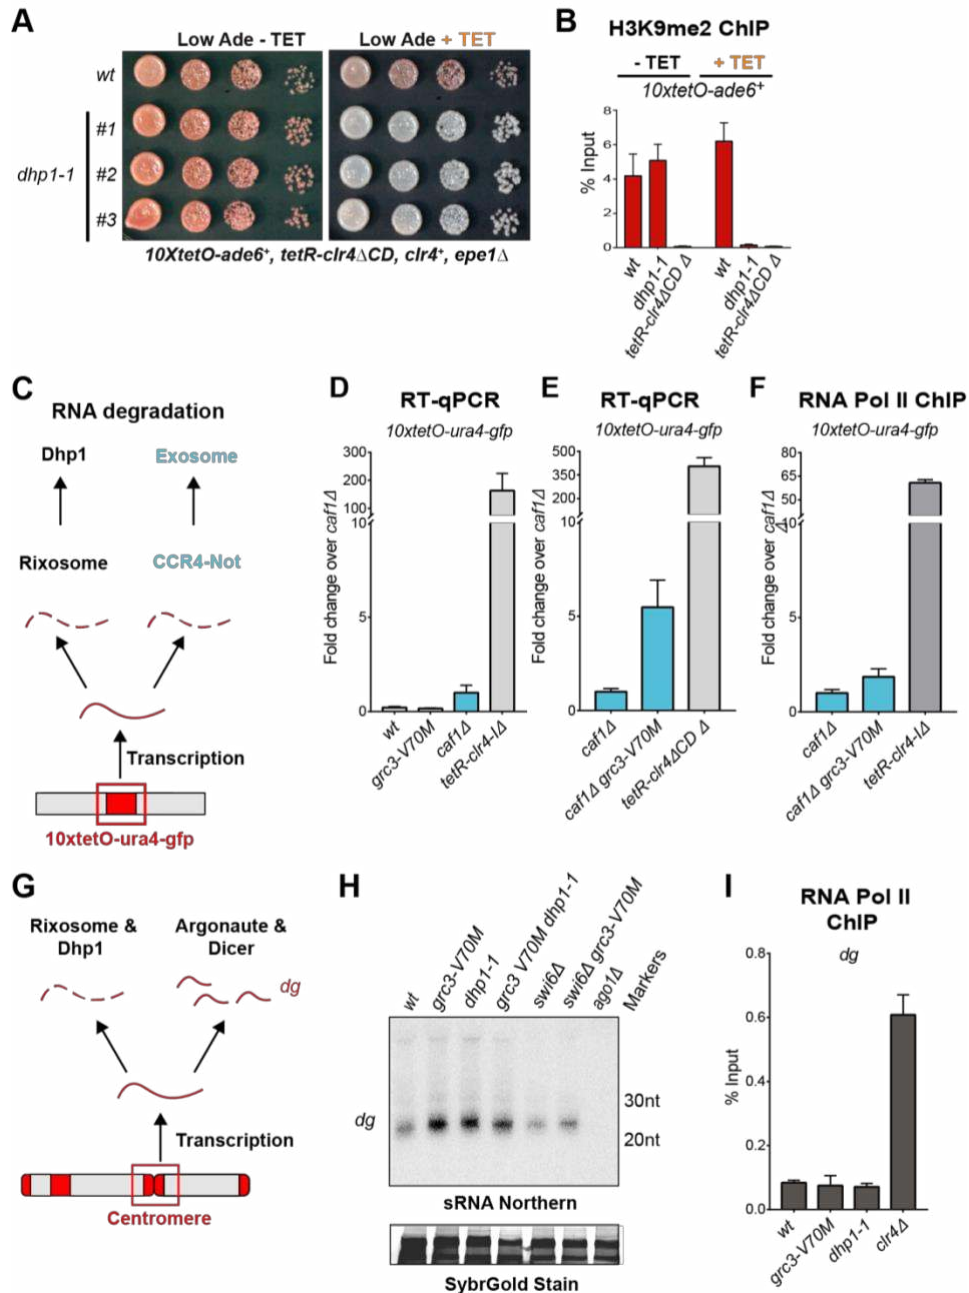 A
Low Ade - TET
Low Ade + TET
wt
#1
dhp1-1
#2
#3
10XtetO-ade6+, tetR-clr4ΔCD, clr4+, epe1Δ
B
H3K9me2 ChIP
- TET
+ TET
10xtetO-ade6+
% Input
8
6
4
2
0
wt
dhp1-1
tetR-clr4ΔCD Δ
wt
dhp1-1
tetR-clr4ΔCD Δ
C
RNA degradation
Dhp1
Exosome
Rixosome
CCR4-Not
Transcription
10xtetO-ura4-gfp
D
RT-qPCR
10xtetO-ura4-gfp
Fold change over caf1Δ
300
200
100
10
5
0
wt
grc3-V70M
caf1Δ
tetR-clr4-IΔ
E
RT-qPCR
10xtetO-ura4-gfp
Fold change over caf1Δ
500
350
200
10
5
0
caf1Δ
caf1Δ grc3-V70M
tetR-clr4ΔCD Δ
F
RNA Pol II ChIP
10xtetO-ura4-gfp
Fold change over caf1
Δ
80
65
50
10
5
0
caf1Δ
caf1Δ grc3-V70M
tetR-clr4-IΔ
G
Rixosome &
Dhp1
Argonaute &
Dicer
dg
Transcription
Centromere
H
wt
grc3-V70M
dhp1-1
grc3 V70M dhp1-1
swi6Δ
swi6Δ grc3-V70M
ago1Δ
Markers
dg
30nt
20nt
sRNA Northern
SybrGold Stain
I
RNA Pol II
ChIP
dg
% Input
0.8
0.6
0.4
0.2
0.0
wt
grc3-V70M
dhp1-1
clr4Δ